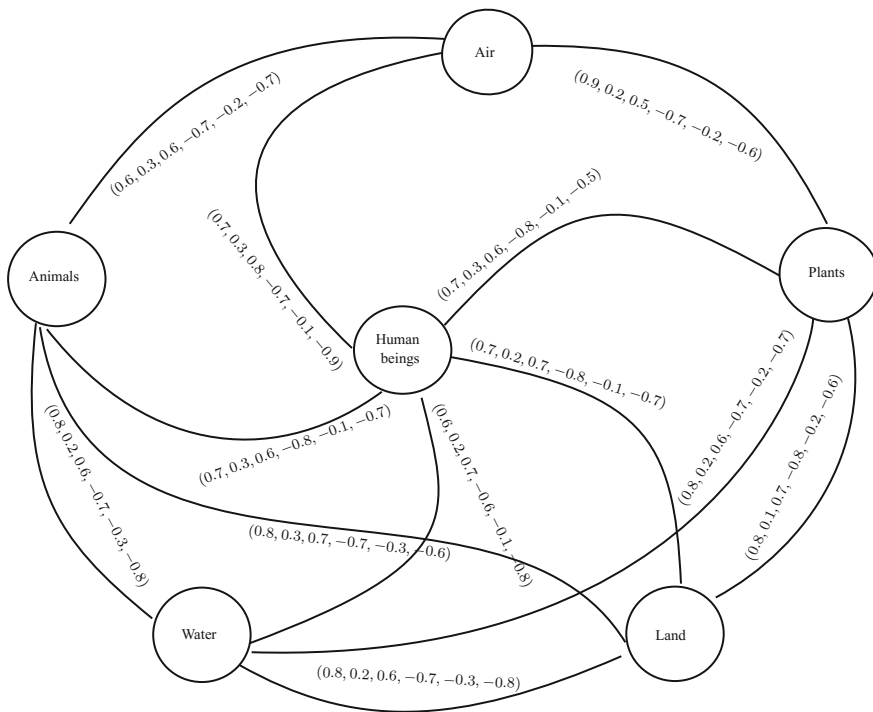 Air
(0.6, 0.3, 0.6, −0.7, −0.2, −0.7)
(0.9, 0.2, 0.5, −0.7, −0.2, −0.6)
(0.7, 0.3, 0.8, −0.7, −0.1, −0.9)
(0.7, 0.3, 0.6, −0.8, −0.1, −0.5)
Animals
Plants
Human
beings
(0.7, 0.2, 0.7, −0.8, −0.1, −0.7)
(0.8, 0.2, 0.6, −0.7, −0.2, −0.7)
(0.8, 0.1, 0.7, −0.8, −0.2, −0.6)
(0.7, 0.3, 0.6, −0.8, −0.1, −0.7)
(0.8, 0.2, 0.6, −0.7, −0.3, −0.8)
(0.6, 0.2, 0.7, −0.6, −0.1, −0.8)
(0.8, 0.3, 0.7, −0.7, −0.3, −0.6)
Water
Land
(0.8, 0.2, 0.6, −0.7, −0.3, −0.8)